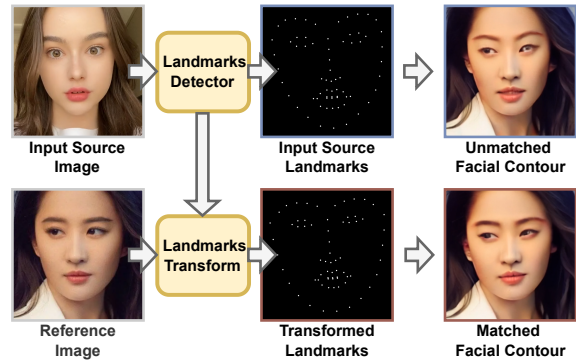 Landmarks
Detector
Input Source
Image
Input Source
Landmarks
Unmatched
Facial Contour
Landmarks
Transform
Reference
Image
Transformed
Landmarks
Matched
Facial Contour